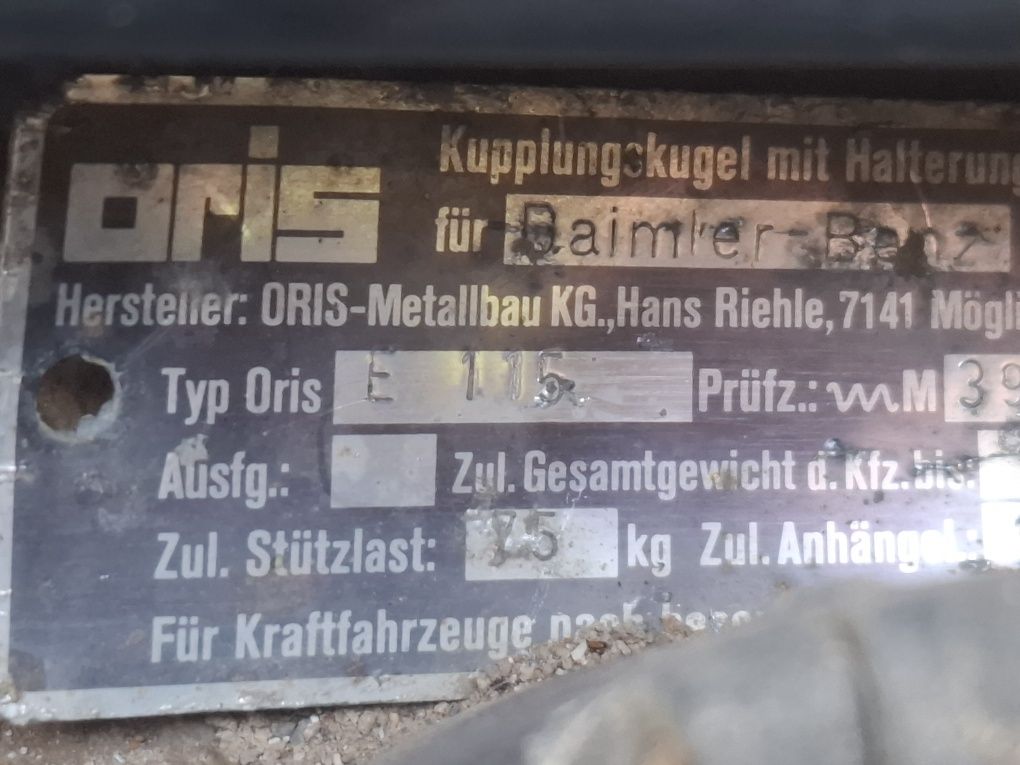 oris
Kupplungskugel mit Halterung
für Daimler-Benz
Hersteller: ORIS-Metallbau KG., Hans Riehle, 7141 Mögli
Typ Oris E 115 Prüfz.: M 39
Ausfg.: Zul. Gesamtgewicht d. Kfz. bis:
Zul. Stützlast: 75 kg Zul. Anhängel.:
Für Kraftfahrzeuge nach